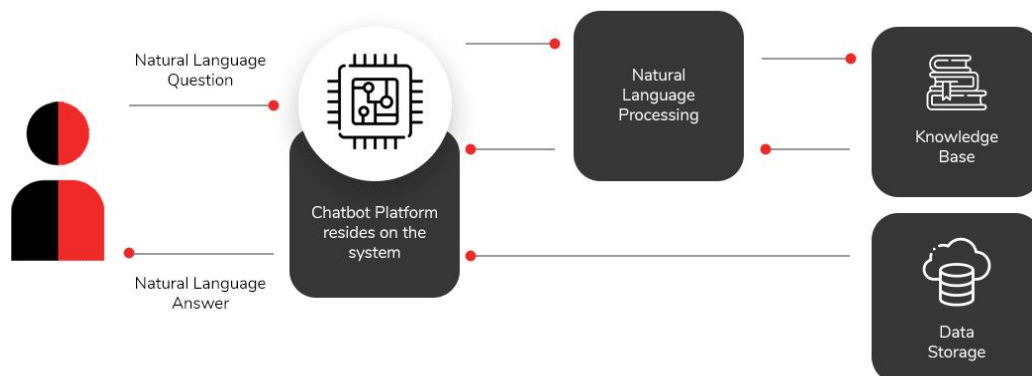 Natural Language
Question
Natural
Language
Processing
Knowledge
Base
Chatbot Platform
resides on the
system
Natural Language
Answer
Data
Storage